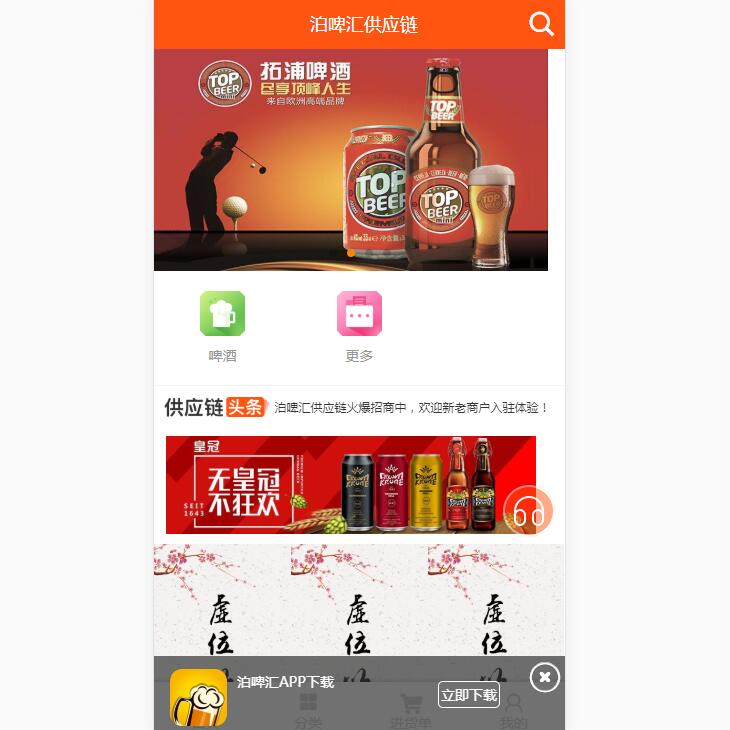 泊啤汇供应链
TOP BEER mini
拓浦啤酒
尽享顶峰人生
来自欧洲高端品牌
TOP
TOP
BEER
TOP
BEER
mini
TOP
BEER
啤酒
更多
供应链 头条 泊啤汇供应链火爆招商中，欢迎新老商户入驻体验！
皇冠
无皇冠
不狂欢
SEIT
1643
虚 虚 虚
位 位 位
泊啤汇APP下载
立即下载
分类 进货单 我的